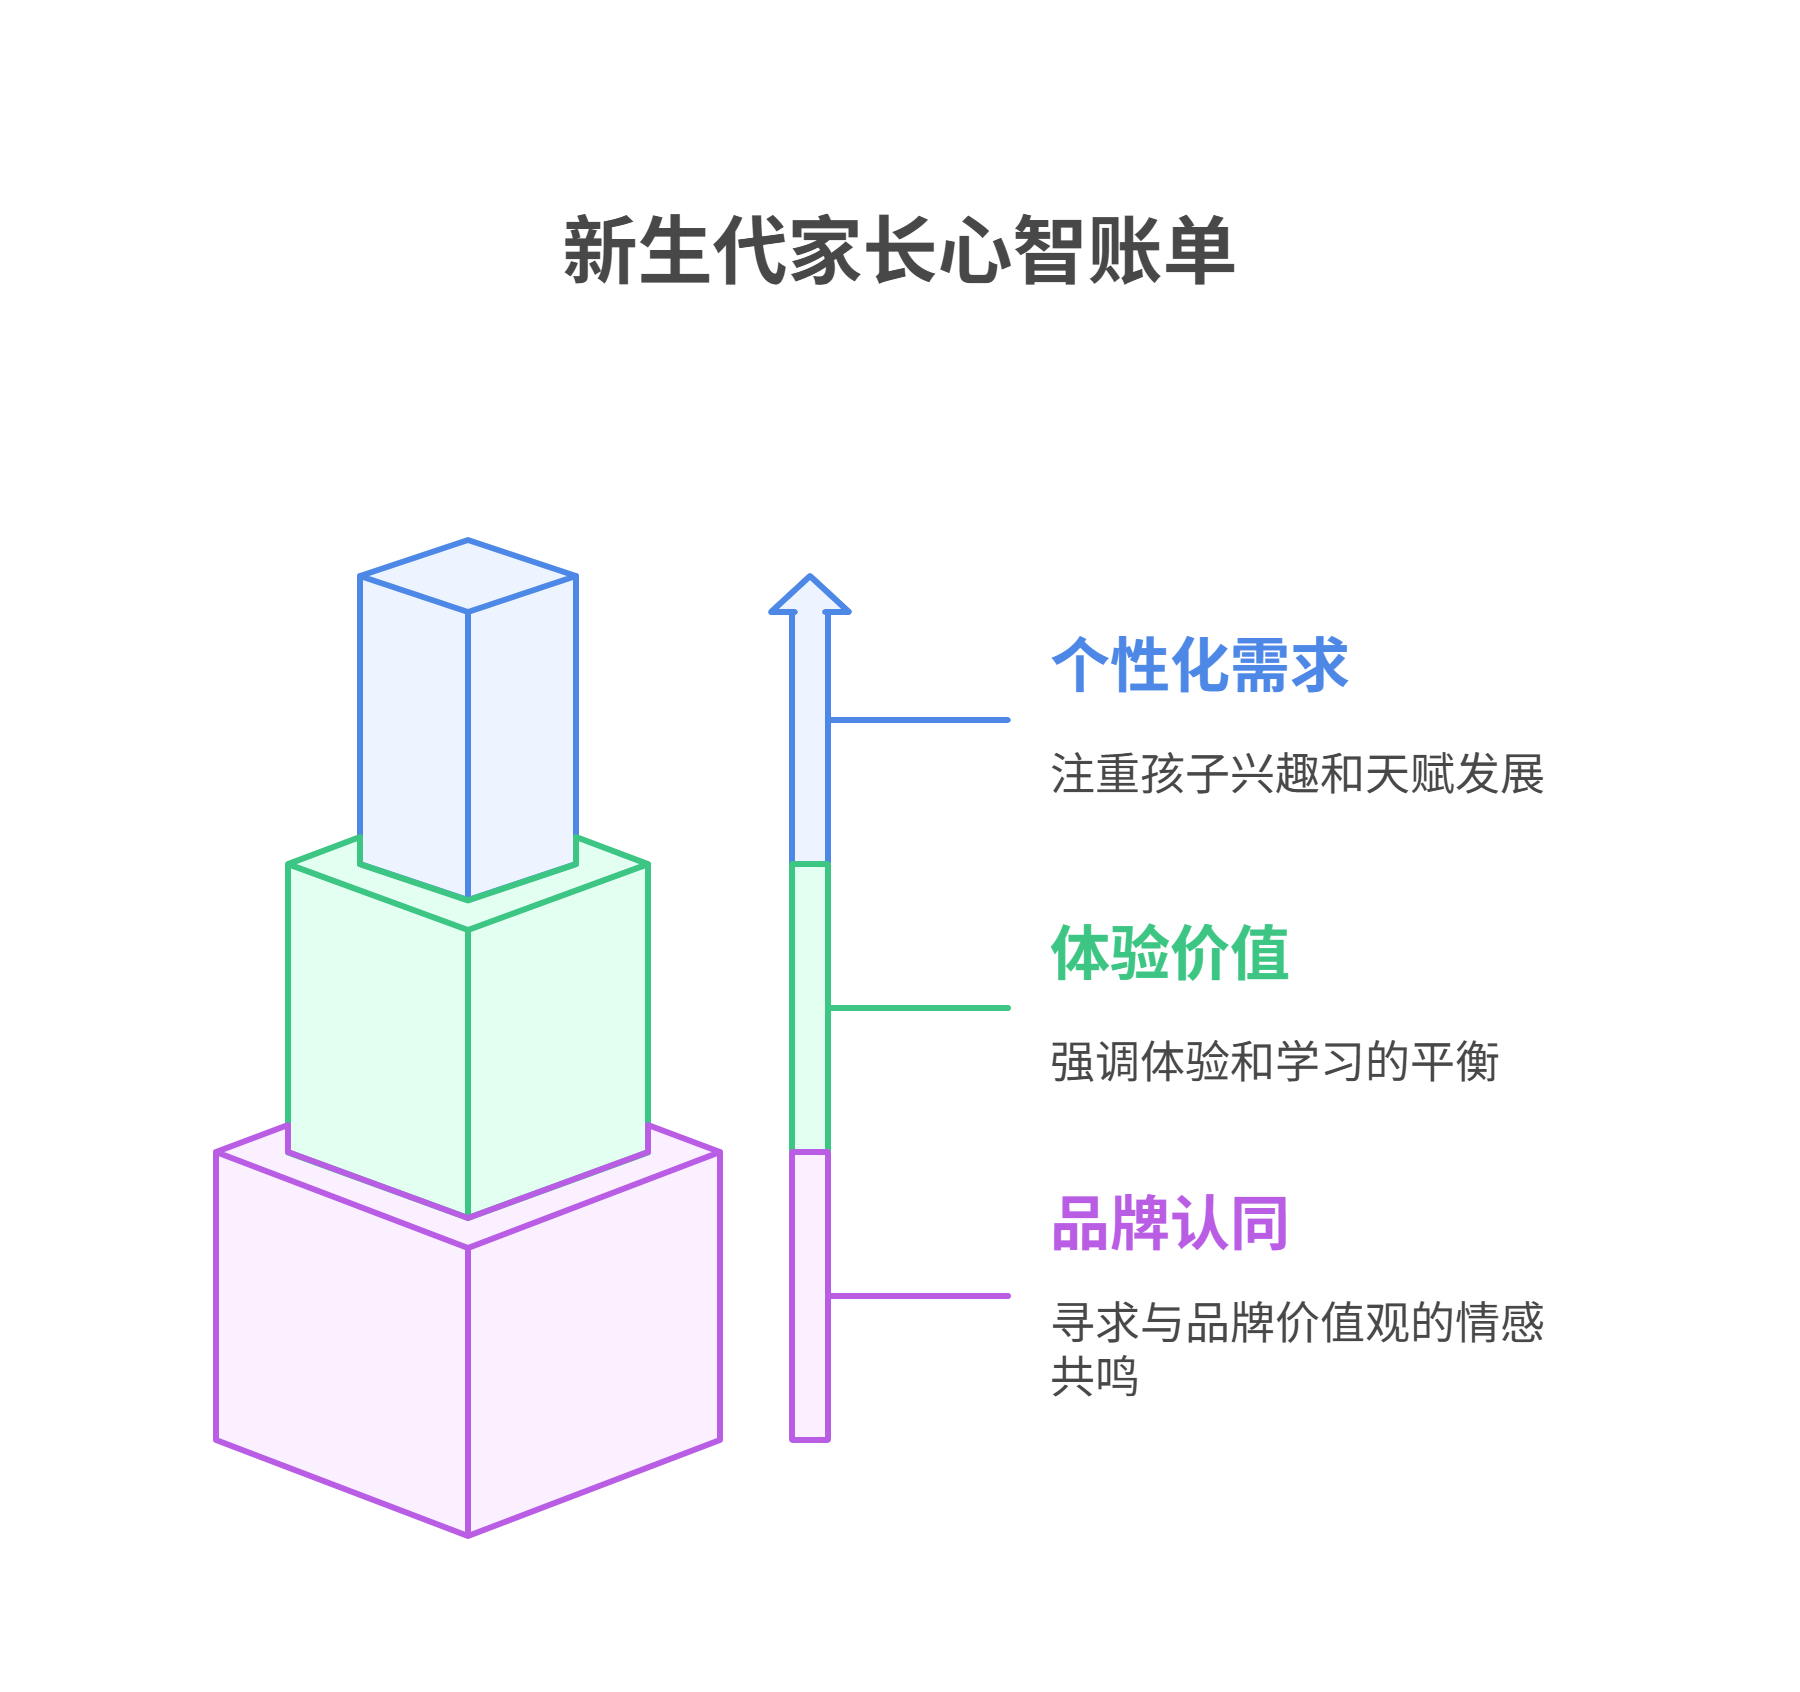 新生代家长心智账单
个性化需求
注重孩子兴趣和天赋发展
体验价值
强调体验和学习的平衡
品牌认同
寻求与品牌价值观的情感
共鸣